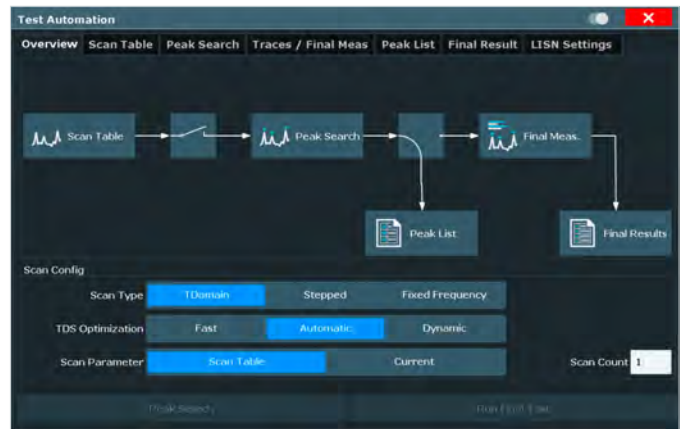 Test Automation
Overview Scan Table Peak Search Traces / Final Meas Peak List Final Result LISN Settings
Scan Table Peak Search Final Meas.
Peak List Final Results
Scan Config
Scan Type TDomain Stepped Fixed Frequency
TDS Optimization Fast Automatic Dynamic
Scan Parameter Scan Table Current Scan Count 1
Peak Search